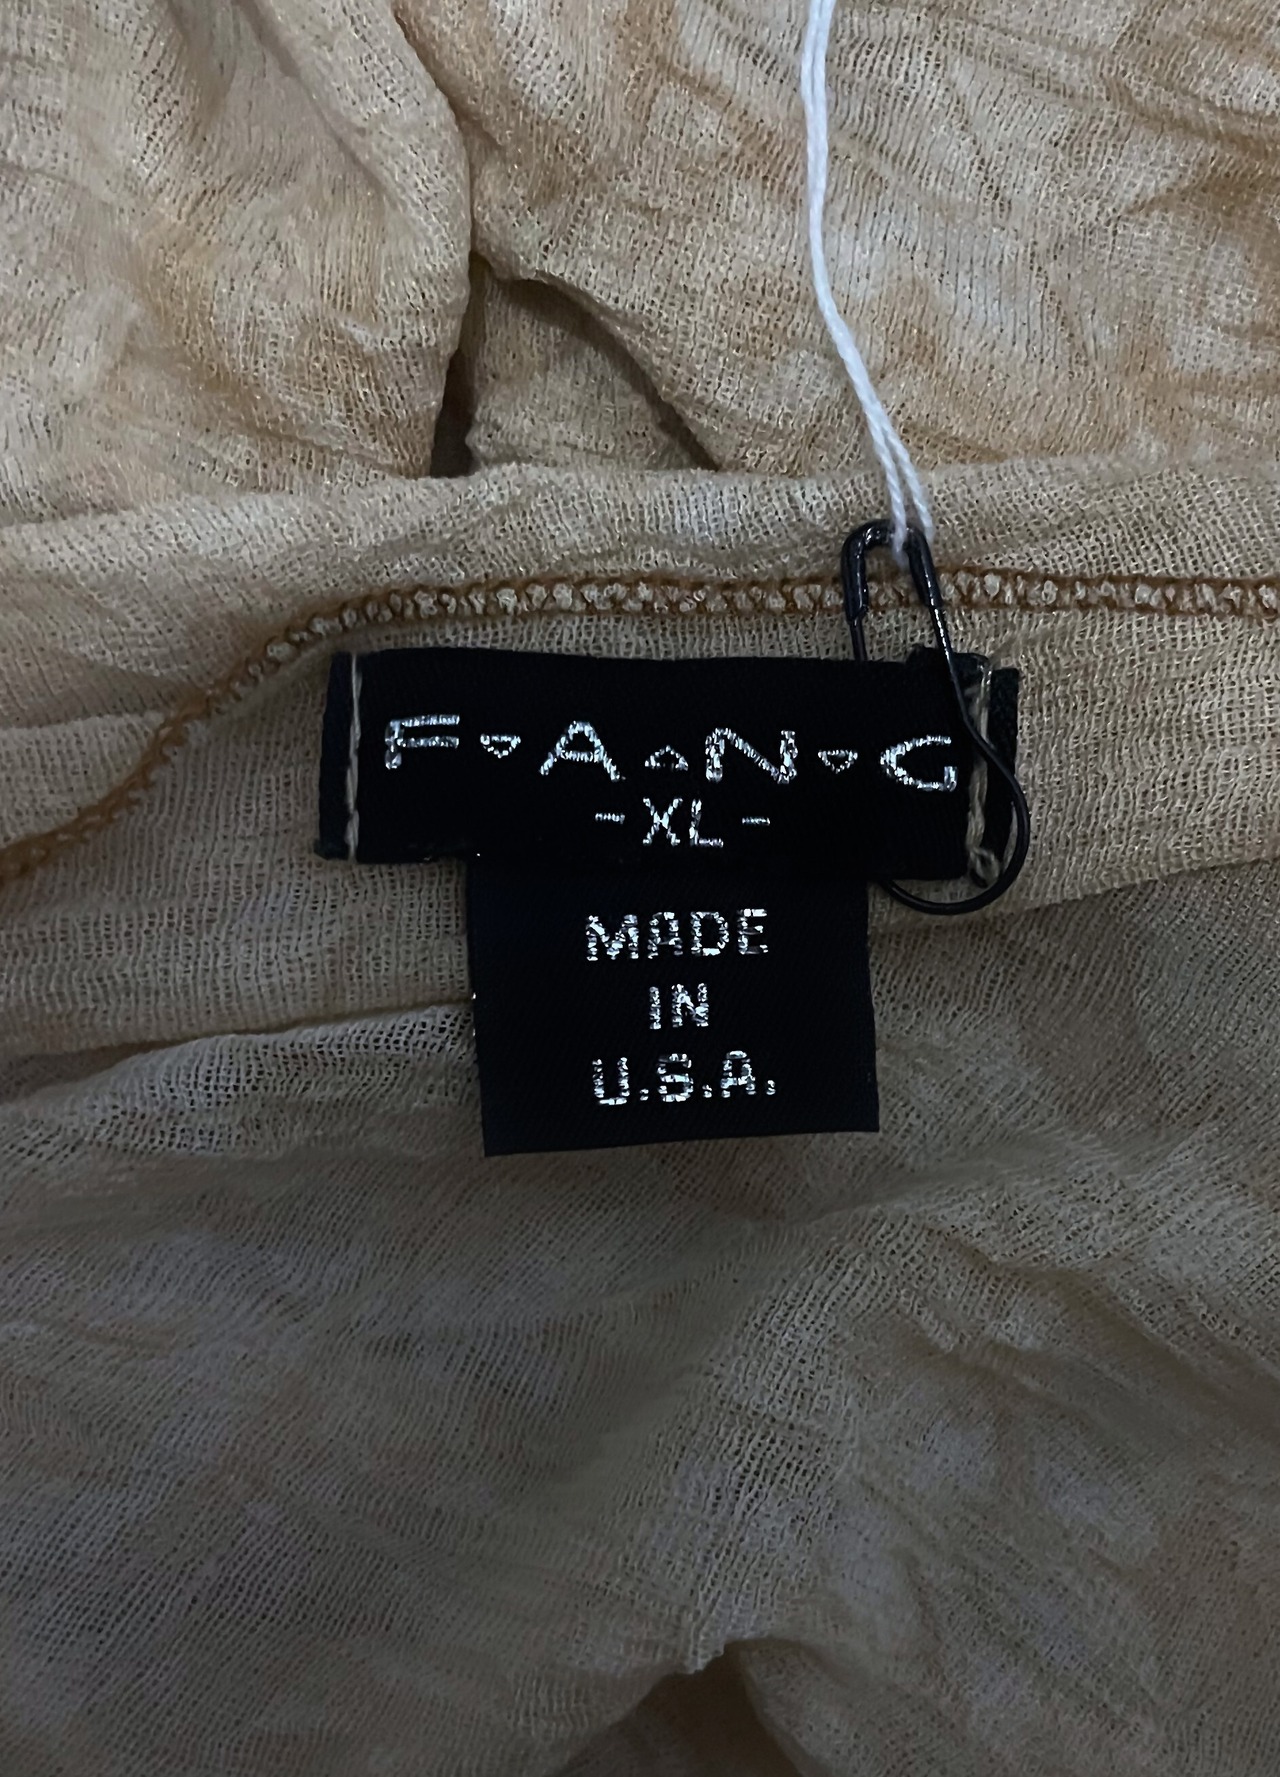 F▽A△N▽G
- XL -
MADE
IN
U.S.A.